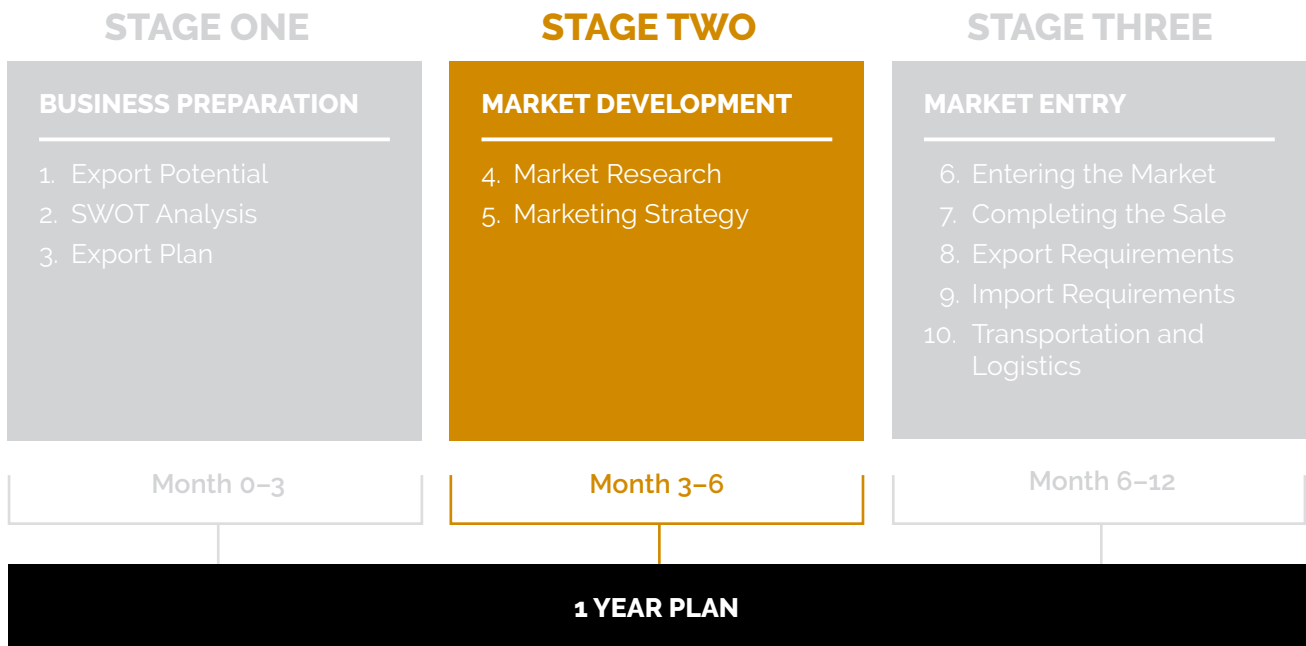 STAGE ONE
BUSINESS PREPARATION
1. Export Potential
2. SWOT Analysis
3. Export Plan
Month 0–3
STAGE TWO
MARKET DEVELOPMENT
4. Market Research
5. Marketing Strategy
Month 3–6
STAGE THREE
MARKET ENTRY
6. Entering the Market
7. Completing the Sale
8. Export Requirements
9. Import Requirements
10. Transportation and
Logistics
Month 6–12
1 YEAR PLAN